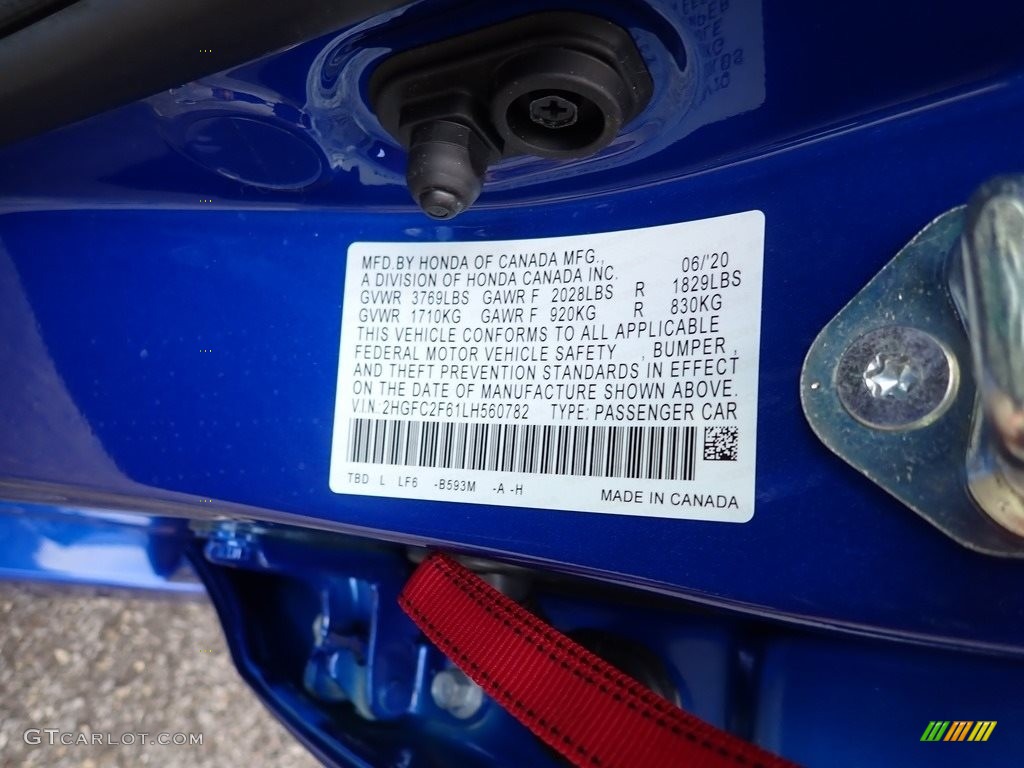 MFD.BY HONDA OF CANADA MFG.,
A DIVISION OF HONDA CANADA INC. 06/'20
GVWR 3769LBS GAWR F 2028LBS R 1829LBS
GVWR 1710KG GAWR F 920KG R 830KG
THIS VEHICLE CONFORMS TO ALL APPLICABLE
FEDERAL MOTOR VEHICLE SAFETY , BUMPER ,
AND THEFT PREVENTION STANDARDS IN EFFECT
ON THE DATE OF MANUFACTURE SHOWN ABOVE.
V.I.N.: 2HGFC2F61LH560782 TYPE: PASSENGER CAR
TBD L LF6 -B593M -A -H MADE IN CANADA
GTCARLOT.COM